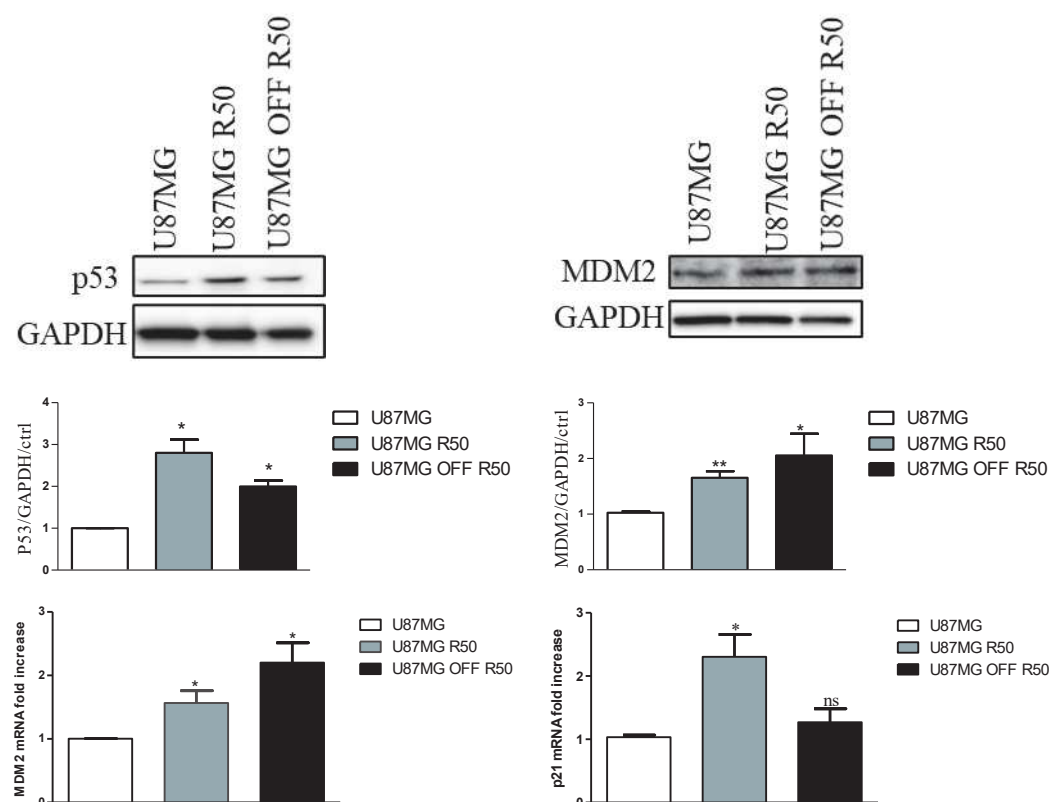 U87MG
U87MG R50
U87MG OFF R50
p53
GAPDH
U87MG
U87MG R50
U87MG OFF R50
MDM2
GAPDH
P53/GAPDH/ctrl
4
3
2
1
0
*
*
U87MG
U87MG R50
U87MG OFF R50
MDM2/GAPDH/ctrl
3
2
1
0
**
*
U87MG
U87MG R50
U87MG OFF R50
MDM2 mRNA fold increase
3
2
1
0
*
*
U87MG
U87MG R50
U87MG OFF R50
p21 mRNA fold increase
3
2
1
0
*
ns
U87MG
U87MG R50
U87MG OFF R50